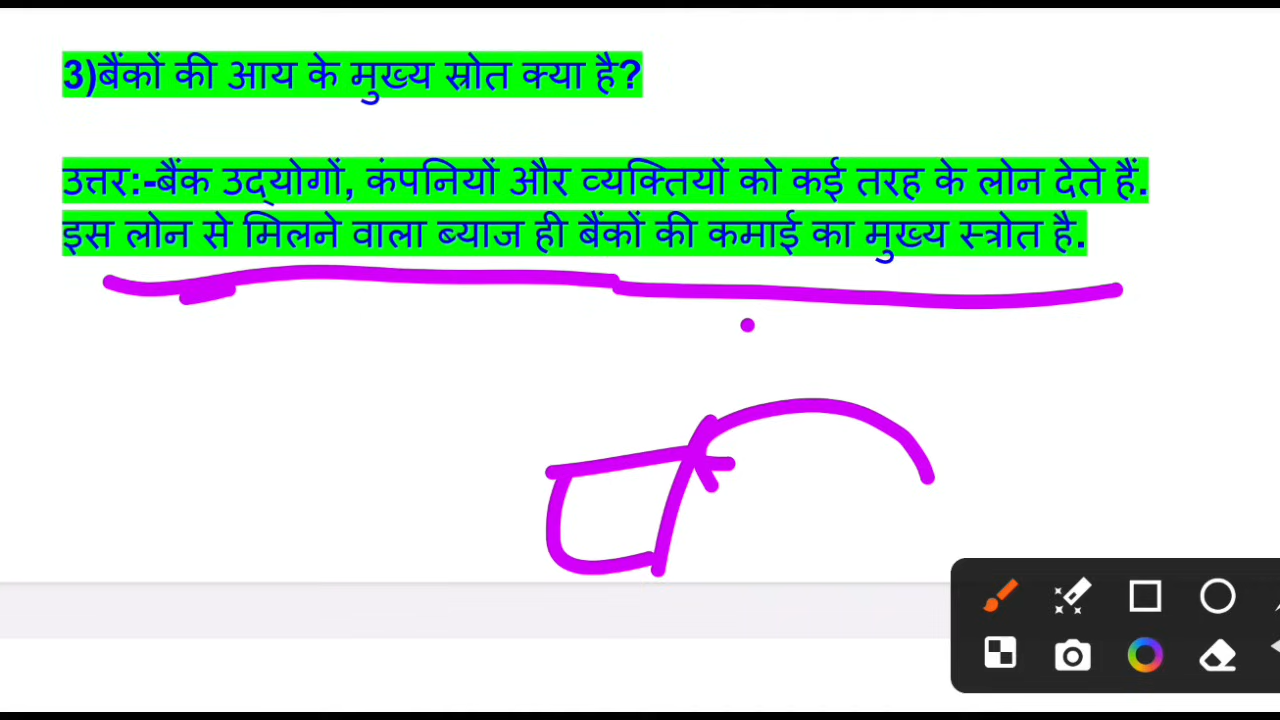 3)बैंकों की आय के मुख्य स्रोत क्या है?
उत्तर:-बैंक उद्योगों, कंपनियों और व्यक्तियों को कई तरह के लोन देते हैं.
इस लोन से मिलने वाला ब्याज ही बैंकों की कमाई का मुख्य स्त्रोत है.